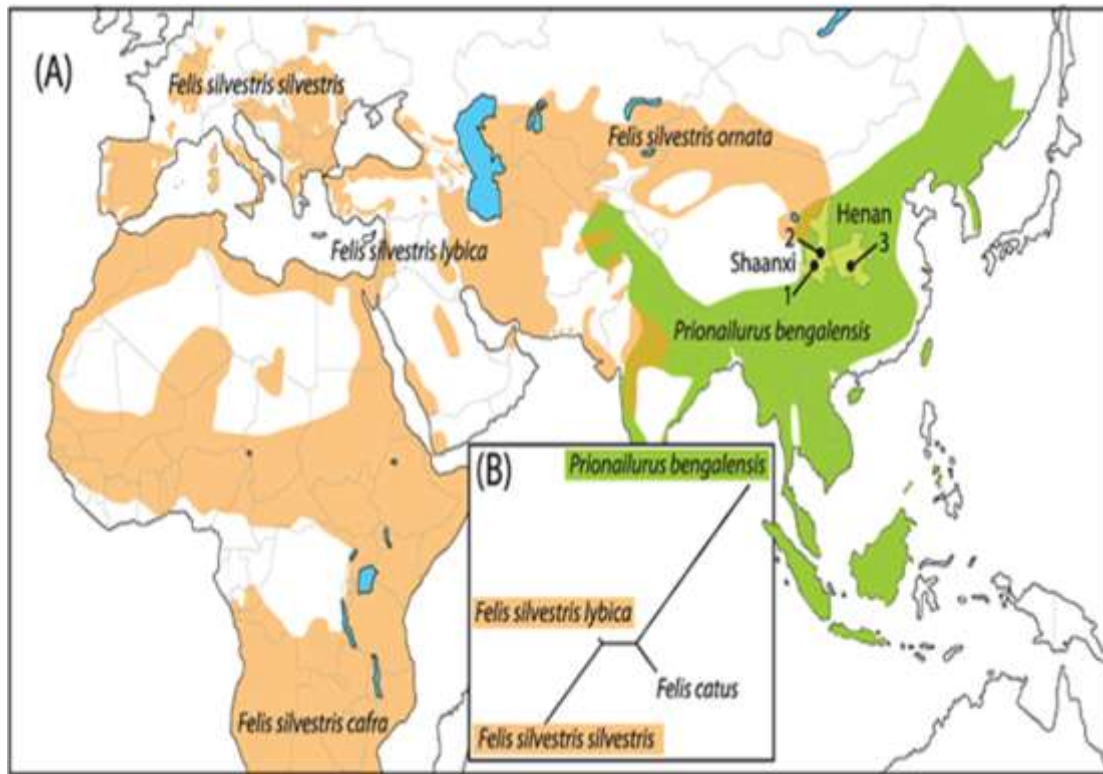 (A)
Felis silvestris silvestris
Felis silvestris ornata
Henan
2
3
Felis silvestris lybica
Shaanxi
1
Prionailurus bengalensis
(B)
Prionailurus bengalensis
Felis silvestris lybica
Felis catus
Felis silvestris cafra
Felis silvestris silvestris